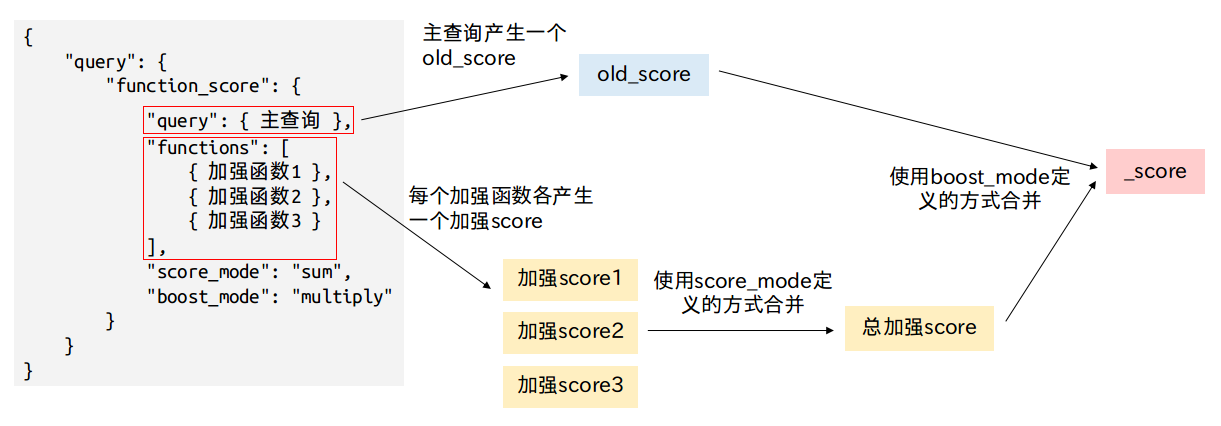 {
"query": {
"function_score": {
"query": { 主查询 },
"functions": [
{ 加强函数1 },
{ 加强函数2 },
{ 加强函数3 }
],
"score_mode": "sum",
"boost_mode": "multiply"
}
}
}
主查询产生一个
old_score
old_score
每个加强函数各产生
一个加强score
加强score1
加强score2
加强score3
使用score_mode定
义的方式合并
总加强score
使用boost_mode定
义的方式合并
_score